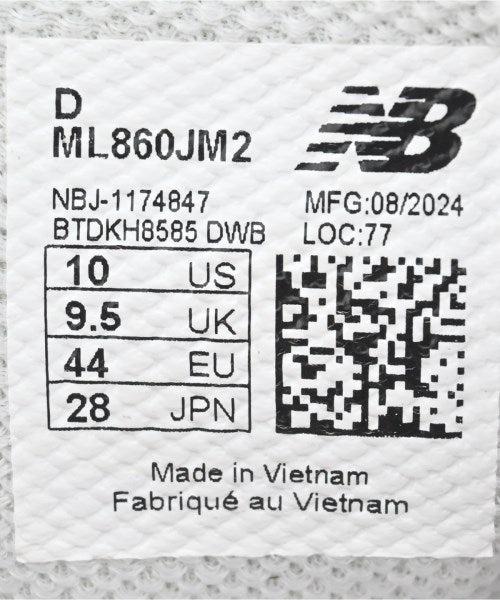 D
ML860JM2
NB
NBJ-1174847
MFG:08/2024
BTDKH8585 DWB
LOC:77
10 US
9.5 UK
44 EU
28 JPN
Made in Vietnam
Fabriqué au Vietnam